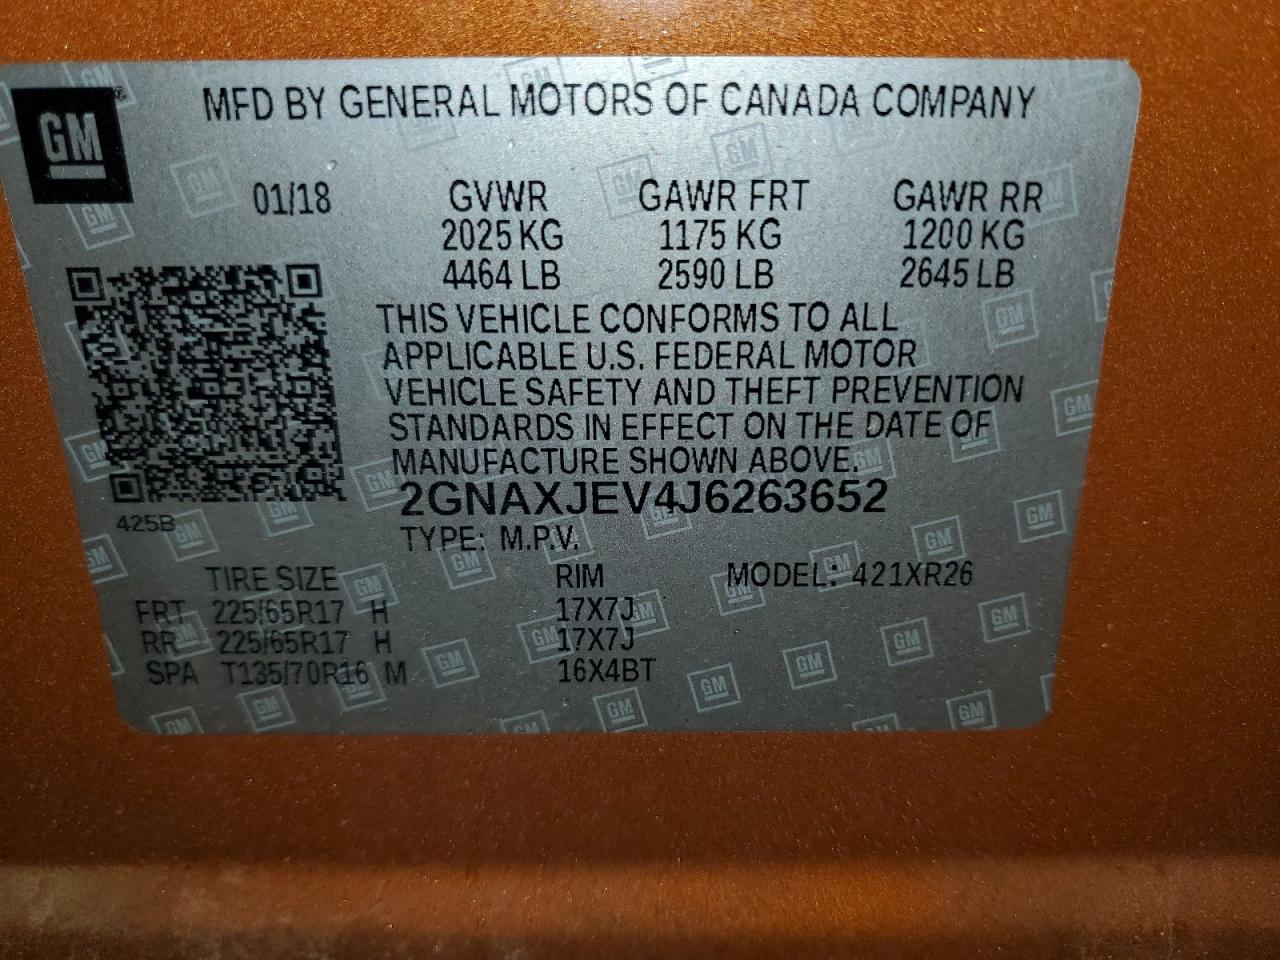 GM
MFD BY GENERAL MOTORS OF CANADA COMPANY
01/18 GVWR GAWR FRT GAWR RR
2025 KG 1175 KG 1200 KG
4464 LB 2590 LB 2645 LB
THIS VEHICLE CONFORMS TO ALL
APPLICABLE U.S. FEDERAL MOTOR
VEHICLE SAFETY AND THEFT PREVENTION
STANDARDS IN EFFECT ON THE DATE OF
MANUFACTURE SHOWN ABOVE.
2GNAXJEV4J6263652
425B
TYPE: M.P.V.
TIRE SIZE RIM MODEL: 421XR26
FRT 225/65R17 H 17X7J
RR 225/65R17 H 17X7J
SPA T135/70R16 M 16X4BT